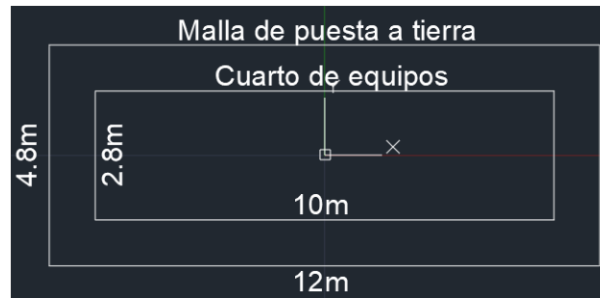 Malla de puesta a tierra
Cuarto de equipos
Y
X
4.8m
2.8m
10m
12m